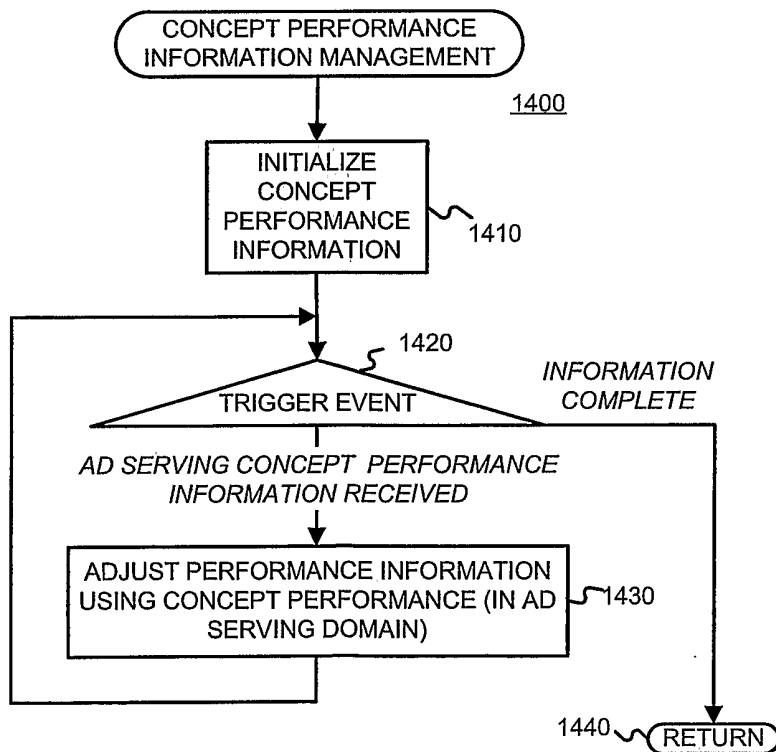 CONCEPT PERFORMANCE
INFORMATION MANAGEMENT
1400
INITIALIZE
CONCEPT
PERFORMANCE
INFORMATION
1410
1420
TRIGGER EVENT
INFORMATION
COMPLETE
AD SERVING CONCEPT PERFORMANCE
INFORMATION RECEIVED
ADJUST PERFORMANCE INFORMATION
USING CONCEPT PERFORMANCE (IN AD
SERVING DOMAIN)
1430
1440
RETURN